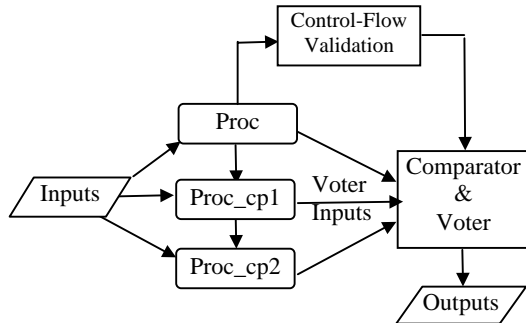 Control-Flow
Validation
Proc
Inputs
Proc_cp1
Voter
Inputs
Comparator
&
Voter
Proc_cp2
Outputs